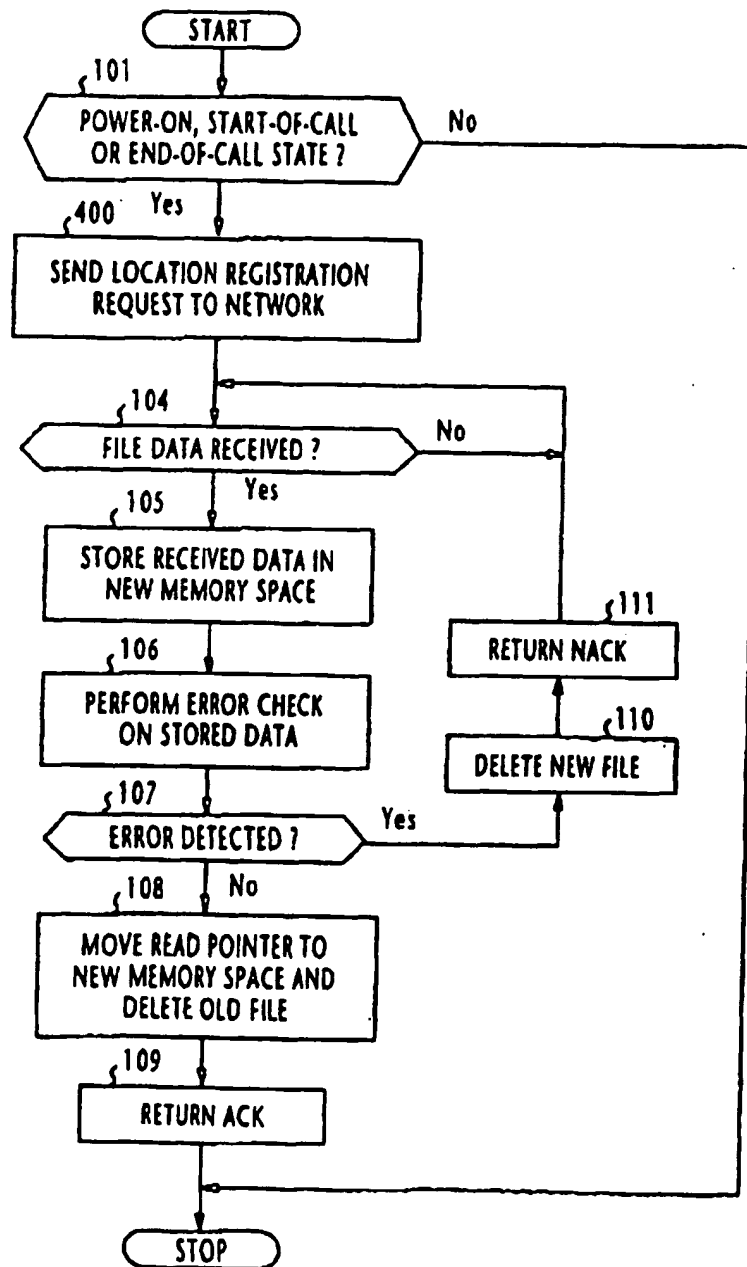 START
101
POWER-ON, START-OF-CALL
OR END-OF-CALL STATE ?
No
Yes
400
SEND LOCATION REGISTRATION
REQUEST TO NETWORK
104
FILE DATA RECEIVED ?
No
Yes
105
STORE RECEIVED DATA IN
NEW MEMORY SPACE
111
RETURN NACK
106
PERFORM ERROR CHECK
ON STORED DATA
110
DELETE NEW FILE
107
ERROR DETECTED ?
Yes
No
108
MOVE READ POINTER TO
NEW MEMORY SPACE AND
DELETE OLD FILE
109
RETURN ACK
STOP